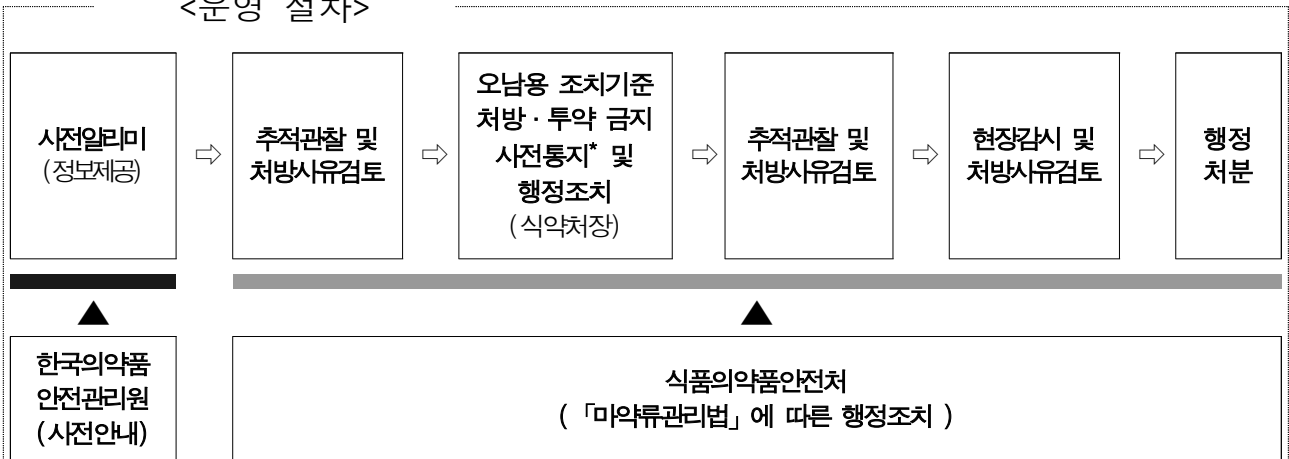 <운영 절차>
사전알리미
(정보제공)
⇨
추적관찰 및
처방사유검토
⇨
오남용 조치기준
처방·투약 금지
사전통지* 및
행정조치
(식약처장)
⇨
추적관찰 및
처방사유검토
⇨
현장감시 및
처방사유검토
⇨
행정
처분
▲
▲
한국의약품
안전관리원
(사전안내)
식품의약품안전처
( 「마약류관리법」에 따른 행정조치 )